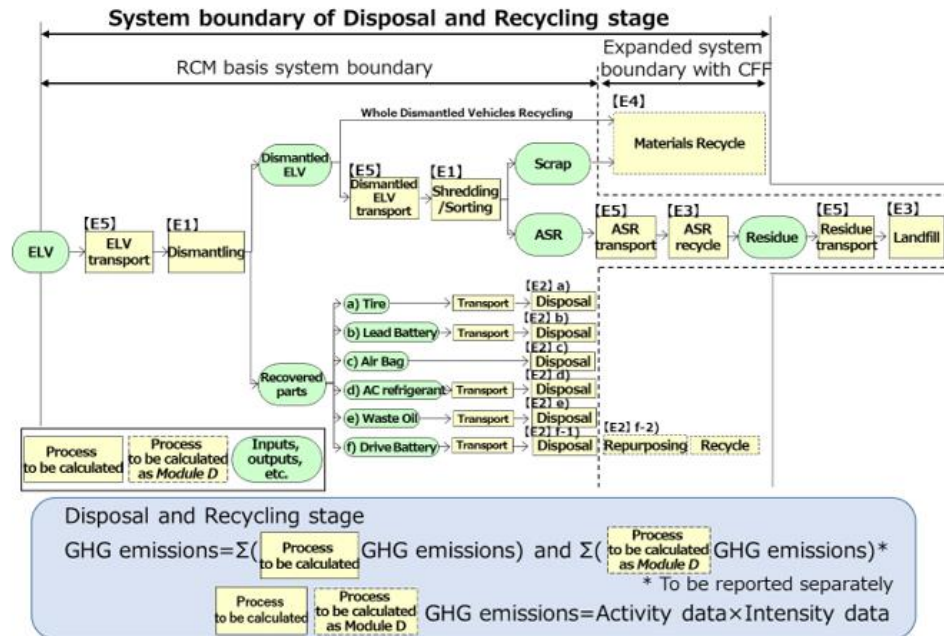 System boundary of Disposal and Recycling stage
RCM basis system boundary
Expanded system
boundary with CFF
Whole Dismantled Vehicles Recycling
【E4】
Materials Recycle
Dismantled
ELV
【E5】
Dismantled
ELV
transport
【E1】
Shredding
/Sorting
Scrap
ASR
【E5】
ASR
transport
【E3】
ASR
recycle
Residue
【E5】
Residue
transport
【E3】
Landfill
ELV
【E5】
ELV
transport
【E1】
Dismantling
Recovered
parts
a) Tire
Transport
【E2】a)
Disposal
b) Lead Battery
Transport
【E2】b)
Disposal
c) Air Bag
【E2】c)
Disposal
d) AC refrigerant
Transport
【E2】d)
Disposal
e) Waste Oil
Transport
【E2】e)
Disposal
f) Drive Battery
Transport
【E2】f-1)
Disposal
【E2】f-2)
Repurposing
Recycle
Process
to be calculated
Process
to be calculated
as Module D
Inputs,
outputs,
etc.
Disposal and Recycling stage
GHG emissions=Σ(
Process
to be calculated
GHG emissions) and Σ(
Process
to be calculated
as Module D
GHG emissions)*
* To be reported separately
Process
to be calculated
Process
to be calculated
as Module D
GHG emissions=Activity data×Intensity data